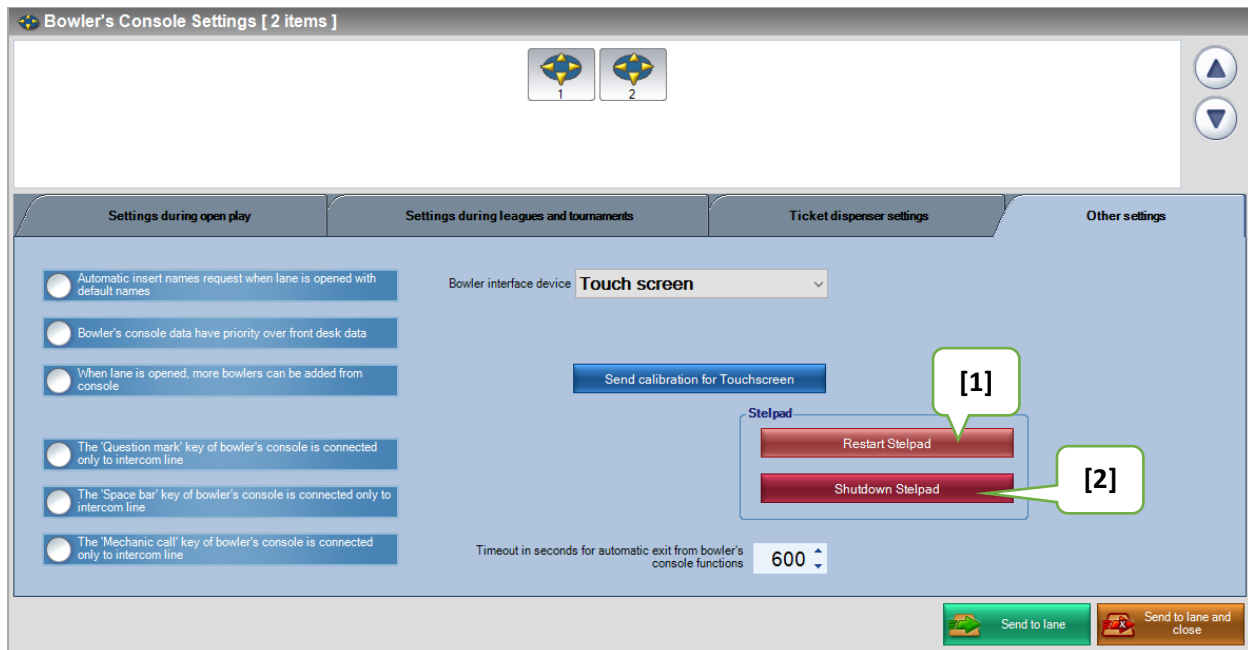 Bowler's Console Settings [ 2 items ]
1
2
Settings during open play
Settings during leagues and tournaments
Ticket dispenser settings
Other settings
Automatic insert names request when lane is opened with
default names
Bowler interface device
Touch screen
Bowler's console data have priority over front desk data
When lane is opened, more bowlers can be added from
console
Send calibration for Touchscreen
[1]
Stelpad
Restart Stelpad
The 'Question mark' key of bowler's console is connected
only to intercom line
[2]
Shutdown Stelpad
The 'Space bar' key of bowler's console is connected only to
intercom line
The 'Mechanic call' key of bowler's console is connected
only to intercom line
Timeout in seconds for automatic exit from bowler's
console functions
600
Send to lane
Send to lane and
close